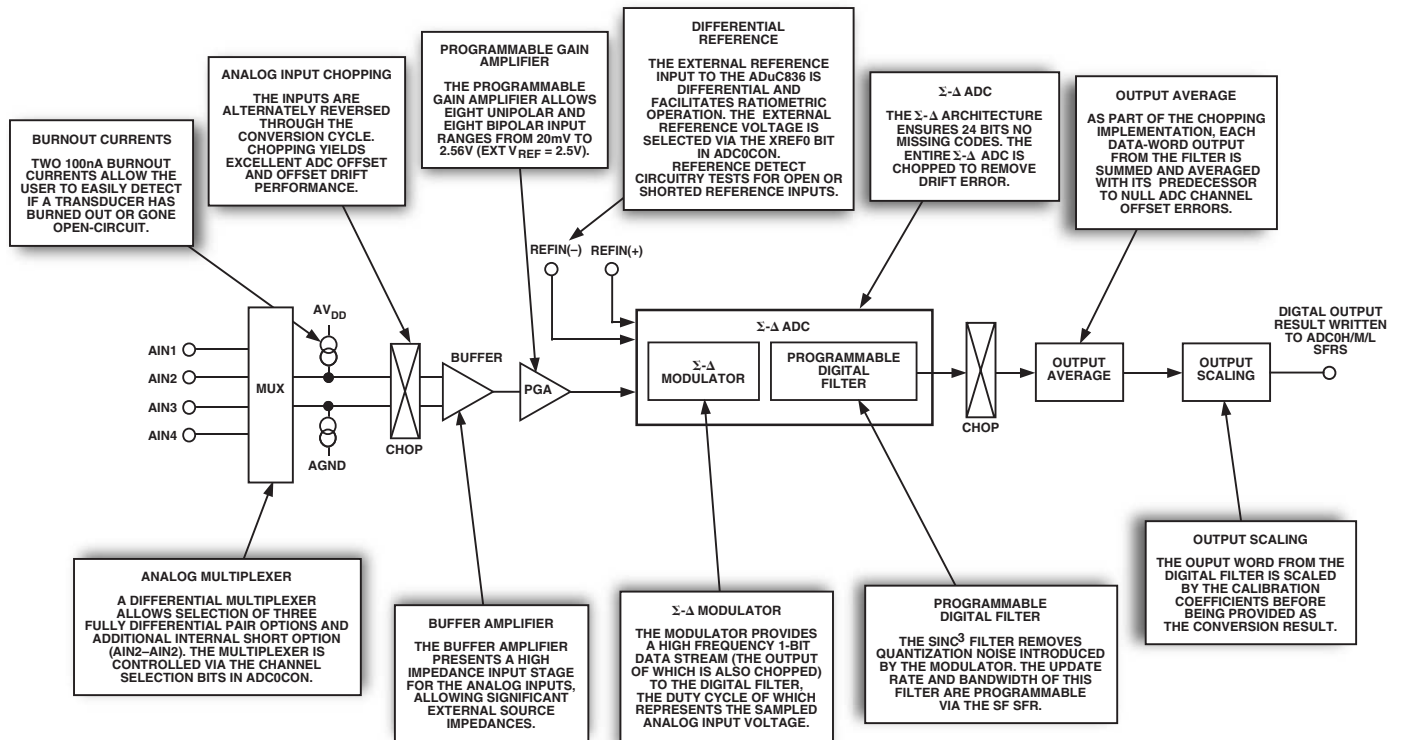 DIFFERENTIAL
REFERENCE
THE EXTERNAL REFERENCE
INPUT TO THE ADuC836 IS
DIFFERENTIAL AND
FACILITATES RATIOMETRIC
OPERATION. THE EXTERNAL
REFERENCE VOLTAGE IS
SELECTED VIA THE XREF0 BIT
IN ADC0CON.
REFERENCE DETECT
CIRCUITRY TESTS FOR OPEN OR
SHORTED REFERENCE INPUTS.
PROGRAMMABLE GAIN
AMPLIFIER
THE PROGRAMMABLE
GAIN AMPLIFIER ALLOWS
EIGHT UNIPOLAR AND
EIGHT BIPOLAR INPUT
RANGES FROM 20mV TO
2.56V (EXT VREF = 2.5V).
ANALOG INPUT CHOPPING
THE INPUTS ARE
ALTERNATELY REVERSED
THROUGH THE
CONVERSION CYCLE.
CHOPPING YIELDS
EXCELLENT ADC OFFSET
AND OFFSET DRIFT
PERFORMANCE.
BURNOUT CURRENTS
TWO 100nA BURNOUT
CURRENTS ALLOW THE
USER TO EASILY DETECT
IF A TRANSDUCER HAS
BURNED OUT OR GONE
OPEN-CIRCUIT.
Σ-Δ ADC
THE Σ-Δ ARCHITECTURE
ENSURES 24 BITS NO
MISSING CODES. THE
ENTIRE Σ-Δ ADC IS
CHOPPED TO REMOVE
DRIFT ERROR.
OUTPUT AVERAGE
AS PART OF THE CHOPPING
IMPLEMENTATION, EACH
DATA-WORD OUTPUT
FROM THE FILTER IS
SUMMED AND AVERAGED
WITH ITS PREDECESSOR
TO NULL ADC CHANNEL
OFFSET ERRORS.
REFIN(–) REFIN(+)
AVDD
AIN1
AIN2
AIN3
AIN4
MUX
AGND
CHOP
BUFFER
PGA
Σ-Δ ADC
Σ-Δ
MODULATOR
PROGRAMMABLE
DIGITAL
FILTER
CHOP
OUTPUT
AVERAGE
OUTPUT
SCALING
DIGTAL OUTPUT
RESULT WRITTEN
TO ADC0H/M/L
SFRS
ANALOG MULTIPLEXER
A DIFFERENTIAL MULTIPLEXER
ALLOWS SELECTION OF THREE
FULLY DIFFERENTIAL PAIR OPTIONS AND
ADDITIONAL INTERNAL SHORT OPTION
(AIN2–AIN2). THE MULTIPLEXER IS
CONTROLLED VIA THE CHANNEL
SELECTION BITS IN ADC0CON.
BUFFER AMPLIFIER
THE BUFFER AMPLIFIER
PRESENTS A HIGH
IMPEDANCE INPUT STAGE
FOR THE ANALOG INPUTS,
ALLOWING SIGNIFICANT
EXTERNAL SOURCE
IMPEDANCES.
Σ-Δ MODULATOR
THE MODULATOR PROVIDES
A HIGH FREQUENCY 1-BIT
DATA STREAM (THE OUTPUT
OF WHICH IS ALSO CHOPPED)
TO THE DIGITAL FILTER,
THE DUTY CYCLE OF WHICH
REPRESENTS THE SAMPLED
ANALOG INPUT VOLTAGE.
PROGRAMMABLE
DIGITAL FILTER
THE SINC3 FILTER REMOVES
QUANTIZATION NOISE INTRODUCED
BY THE MODULATOR. THE UPDATE
RATE AND BANDWIDTH OF THIS
FILTER ARE PROGRAMMABLE
VIA THE SF SFR.
OUTPUT SCALING
THE OUPUT WORD FROM THE
DIGITAL FILTER IS SCALED
BY THE CALIBRATION
COEFFICIENTS BEFORE
BEING PROVIDED AS
THE CONVERSION RESULT.